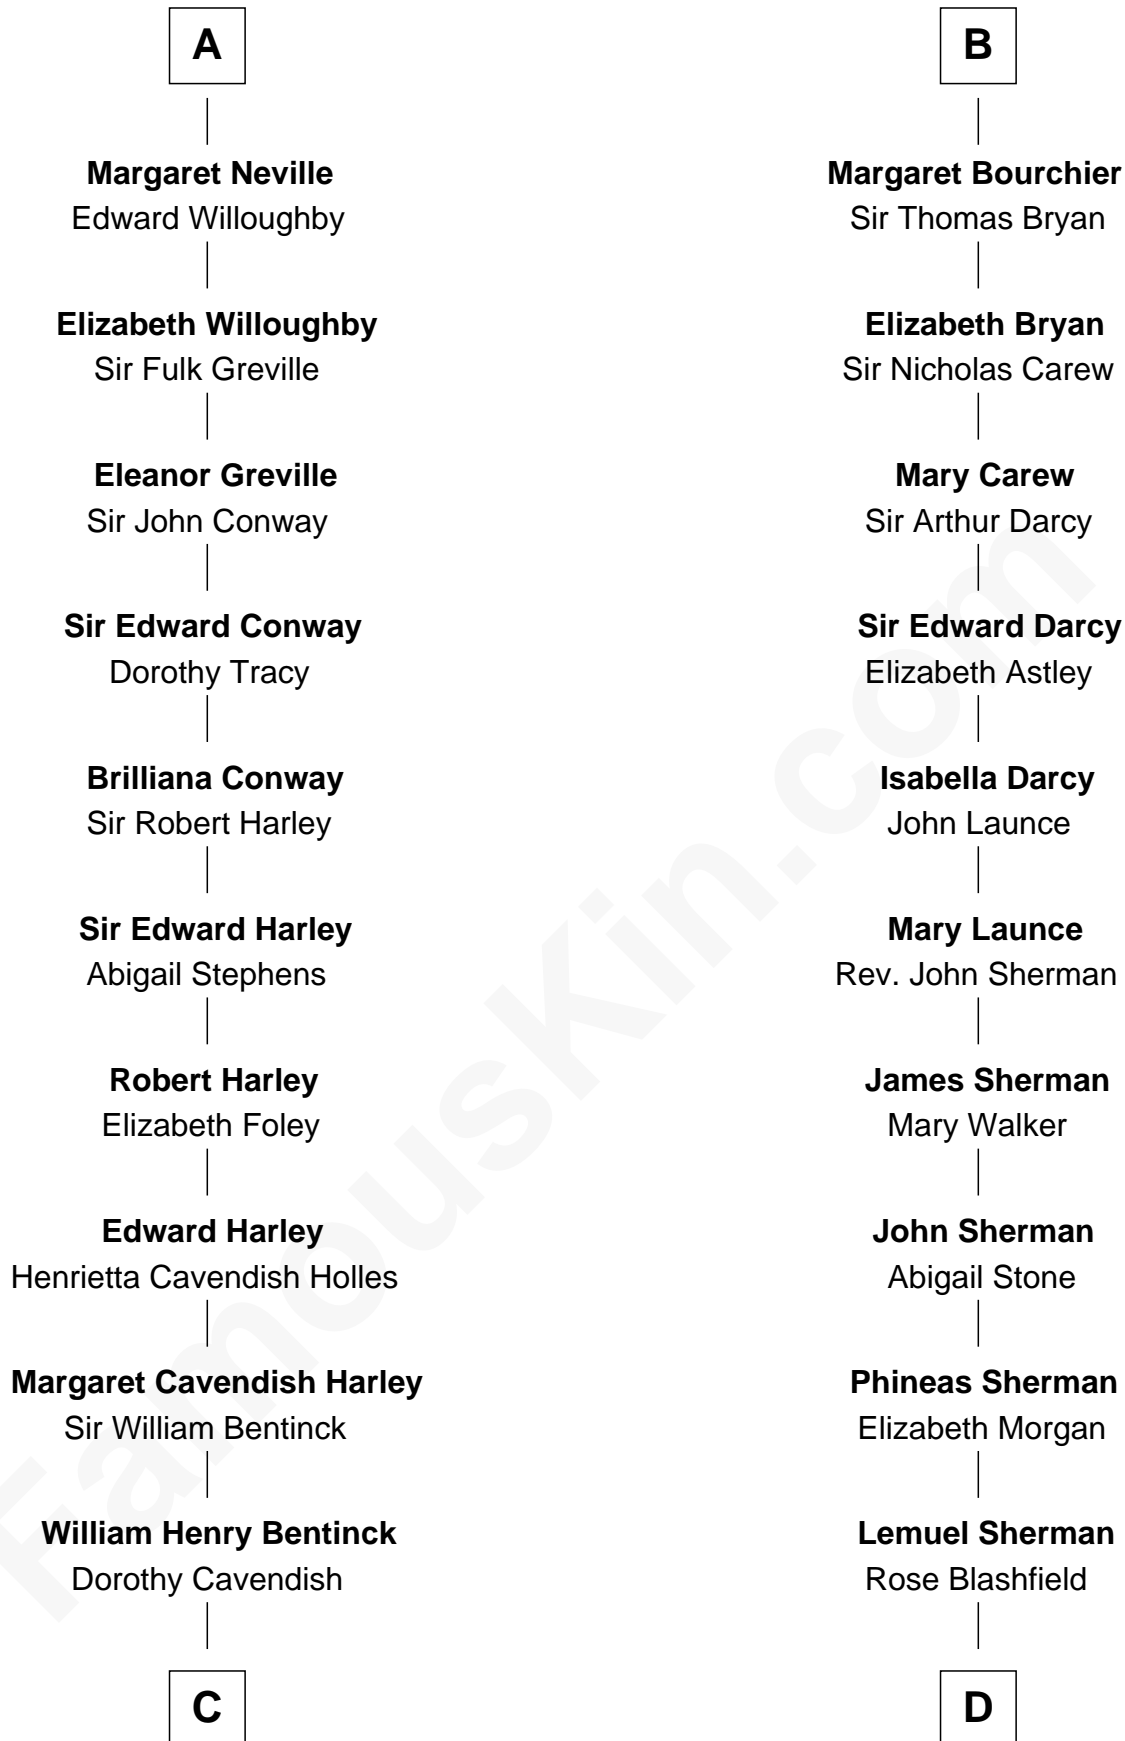 A
Margaret Neville
Edward Willoughby
Elizabeth Willoughby
Sir Fulk Greville
Eleanor Greville
Sir John Conway
Sir Edward Conway
Dorothy Tracy
Brilliana Conway
Sir Robert Harley
Sir Edward Harley
Abigail Stephens
Robert Harley
Elizabeth Foley
Edward Harley
Henrietta Cavendish Holles
Margaret Cavendish Harley
Sir William Bentinck
William Henry Bentinck
Dorothy Cavendish
C
B
Margaret Bourchier
Sir Thomas Bryan
Elizabeth Bryan
Sir Nicholas Carew
Mary Carew
Sir Arthur Darcy
Sir Edward Darcy
Elizabeth Astley
Isabella Darcy
John Launce
Mary Launce
Rev. John Sherman
James Sherman
Mary Walker
John Sherman
Abigail Stone
Phineas Sherman
Elizabeth Morgan
Lemuel Sherman
Rose Blashfield
D
FamousKin.com